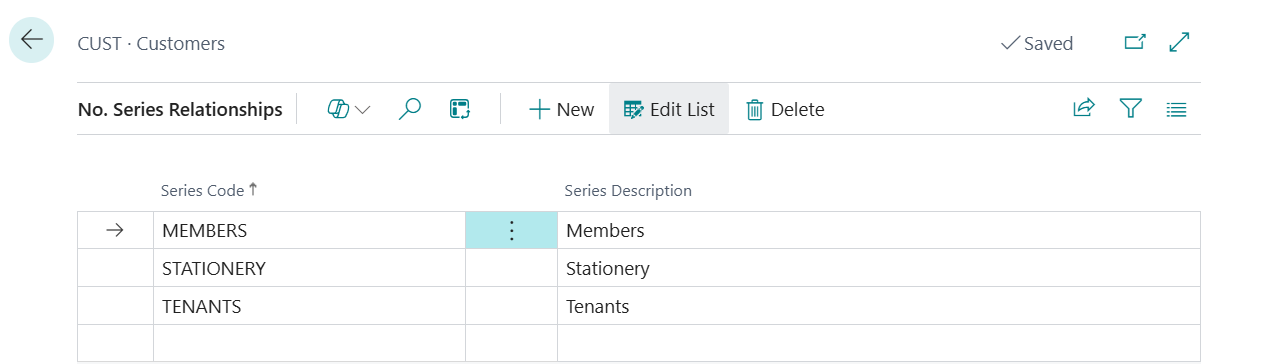 CUST · Customers
Saved
No. Series Relationships
New
Edit List
Delete
Series Code
Series Description
MEMBERS
Members
STATIONERY
Stationery
TENANTS
Tenants